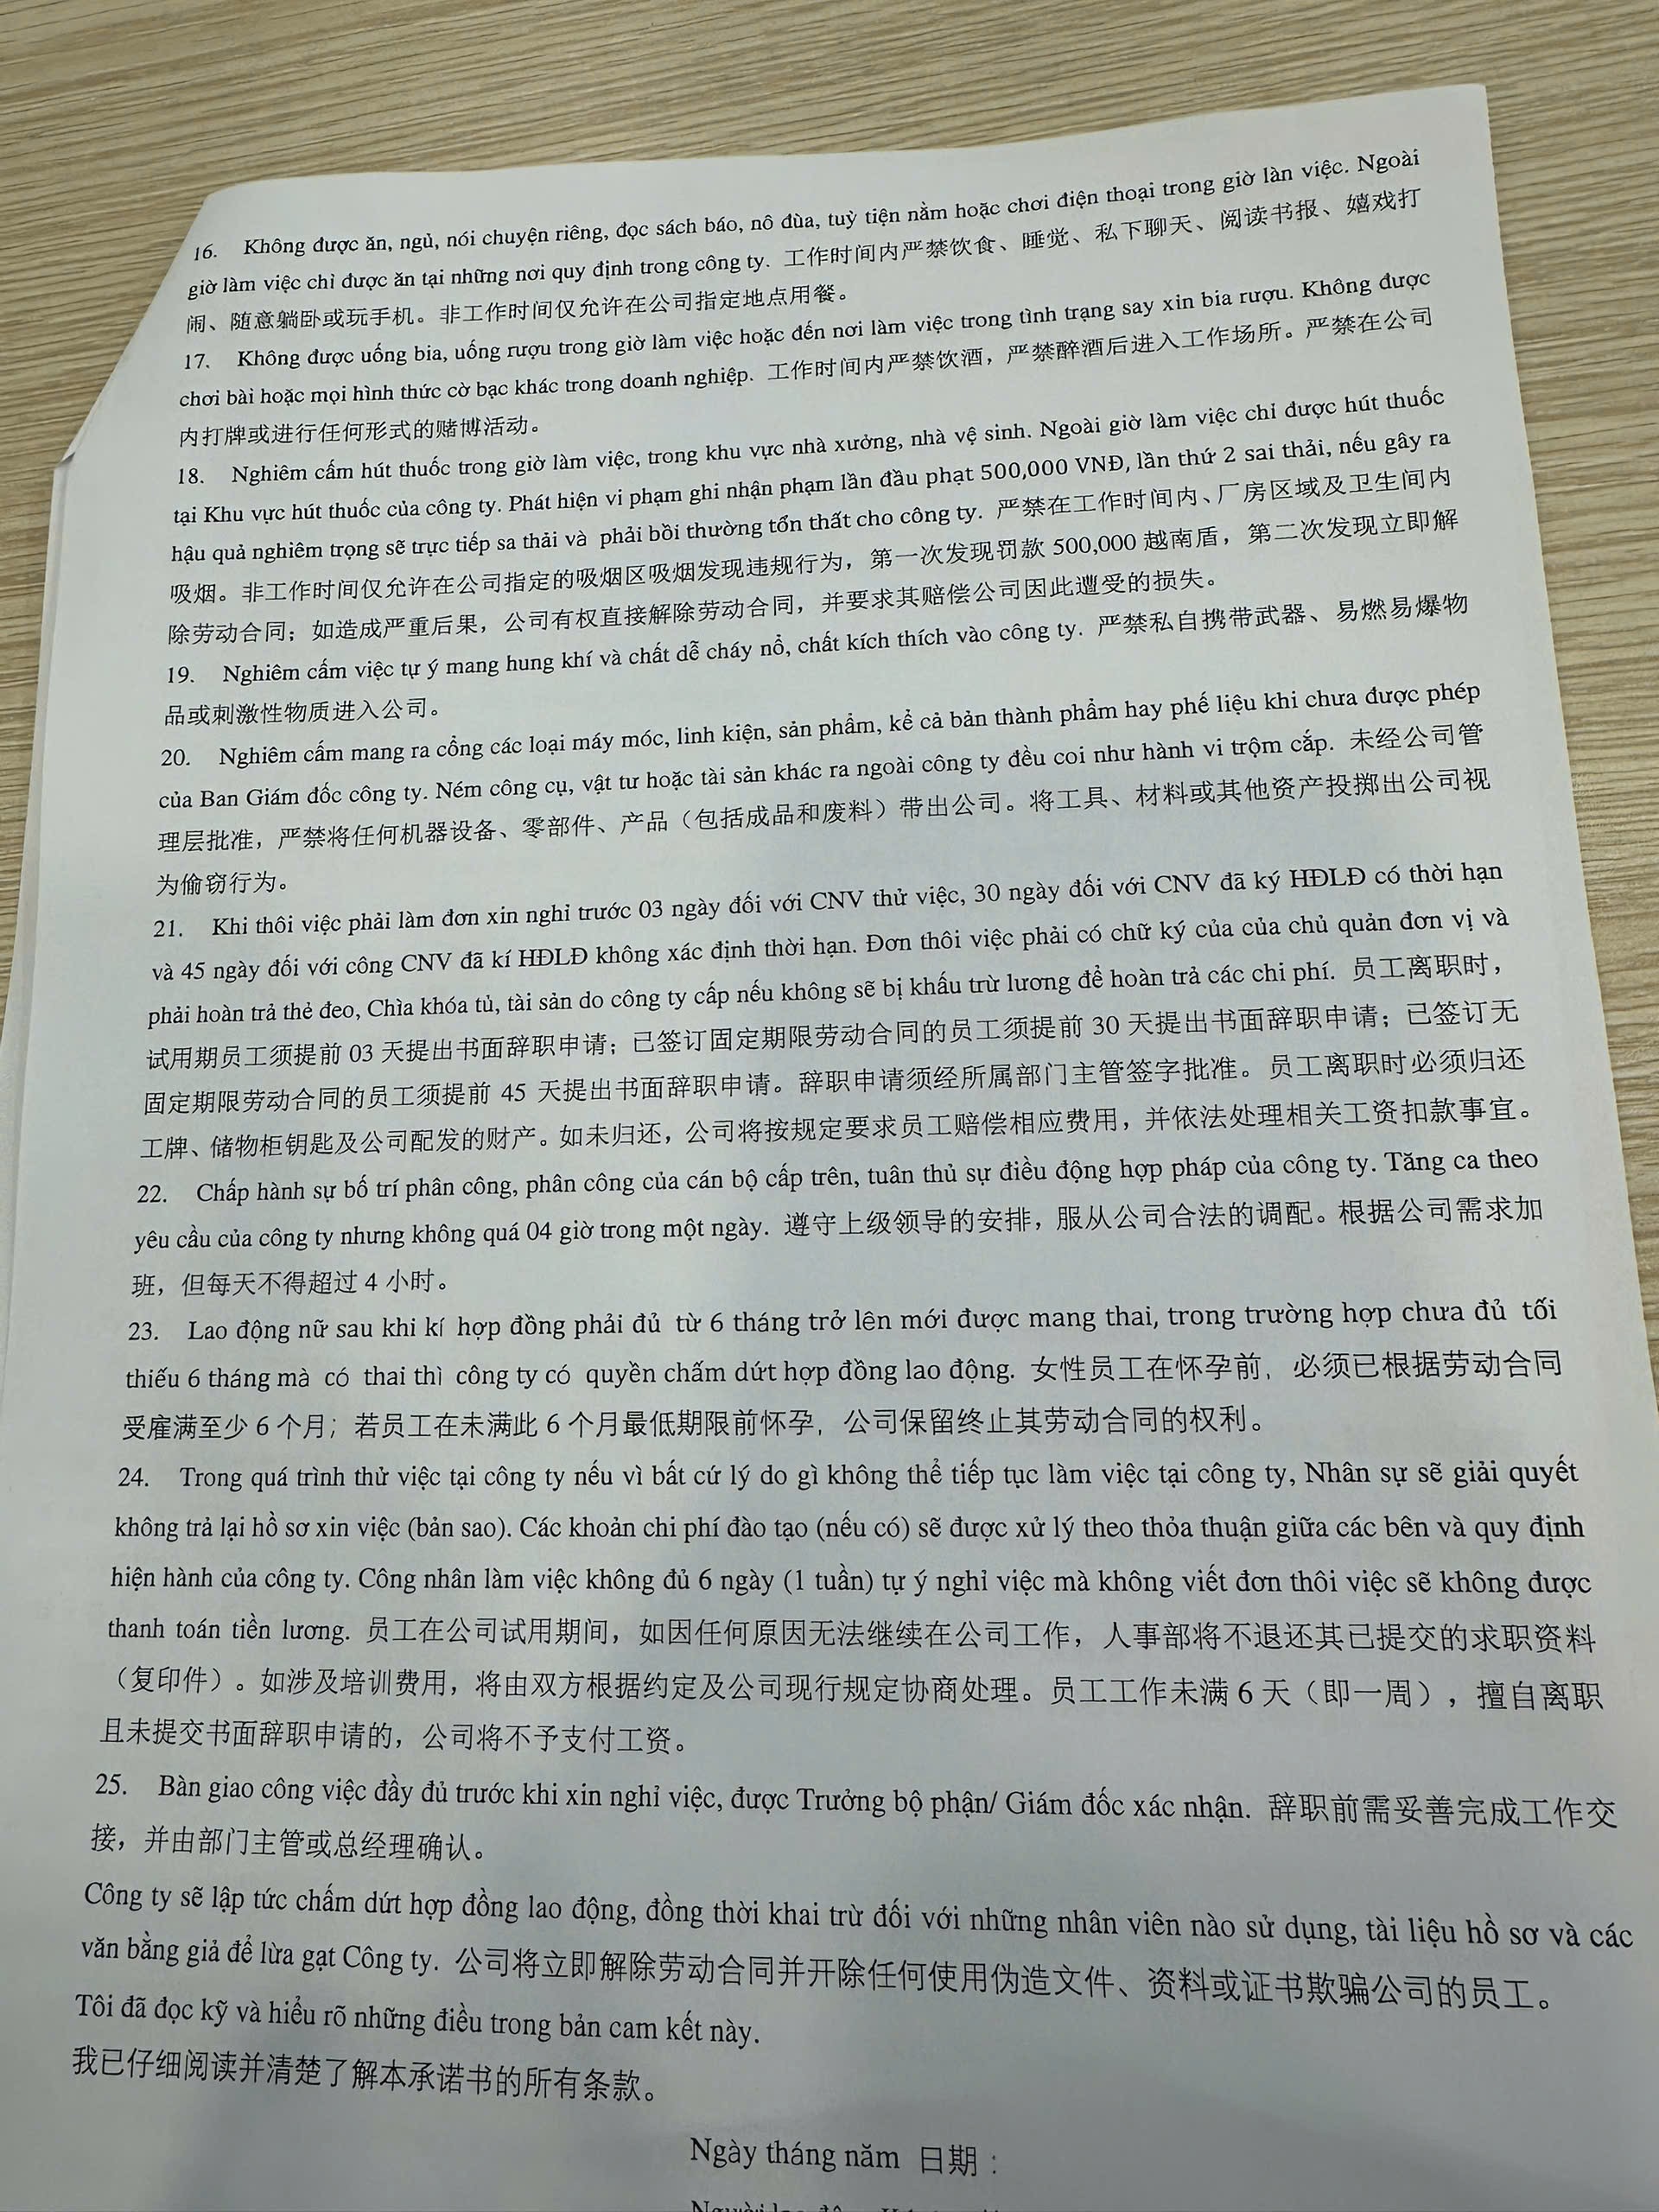 16. Không được ăn, ngủ, nói chuyện riêng, đọc sách báo, nô đùa, tuỳ tiện nằm hoặc chơi điện thoại trong giờ làn việc. Ngoài
giờ làm việc chỉ được ăn tại những nơi quy định trong công ty. 工作时间内严禁饮食、睡觉、私下聊天、阅读书报、嬉戏打
闹、随意躺卧或玩手机。非工作时间仅允许在公司指定地点用餐。
17. Không được uống bia, uống rượu trong giờ làm việc hoặc đến nơi làm việc trong tình trạng say xin bia rượu. Không được
chơi bài hoặc mọi hình thức cờ bạc khác trong doanh nghiệp. 工作时间内严禁饮酒，严禁醉酒后进入工作场所。严禁在公司
内打牌或进行任何形式的赌博活动。
18. Nghiêm cấm hút thuốc trong giờ làm việc, trong khu vực nhà xưởng, nhà vệ sinh. Ngoài giờ làm việc chỉ được hút thuốc
tại Khu vực hút thuốc của công ty. Phát hiện vi phạm ghi nhận phạm lần đầu phạt 500,000 VNĐ, lần thứ 2 sai thải, nếu gây ra
hậu quả nghiêm trọng sẽ trực tiếp sa thải và phải bồi thường tổn thất cho công ty. 严禁在工作时间内、厂房区域及卫生间内
吸烟。非工作时间仅允许在公司指定的吸烟区吸烟发现违规行为，第一次发现罚款 500,000 越南盾，第二次发现立即解
除劳动合同；如造成严重后果，公司有权直接解除劳动合同，并要求其赔偿公司因此遭受的损失。
19. Nghiêm cấm việc tự ý mang hung khí và chất dễ cháy nổ, chất kích thích vào công ty. 严禁私自携带武器、易燃易爆物
品或刺激性物质进入公司。
20. Nghiêm cấm mang ra cổng các loại máy móc, linh kiện, sản phẩm, kể cả bản thành phẩm hay phế liệu khi chưa được phép
của Ban Giám đốc công ty. Ném công cụ, vật tư hoặc tài sản khác ra ngoài công ty đều coi như hành vi trộm cắp. 未经公司管
理层批准，严禁将任何机器设备、零部件、产品（包括成品和废料）带出公司。将工具、材料或其他资产投掷出公司视
为偷窃行为。
21. Khi thôi việc phải làm đơn xin nghỉ trước 03 ngày đối với CNV thử việc, 30 ngày đối với CNV đã ký HĐLĐ có thời hạn
và 45 ngày đối với công CNV đã kí HĐLĐ không xác định thời hạn. Đơn thôi việc phải có chữ ký của của chủ quản đơn vị và
phải hoàn trả thẻ đeo, Chìa khóa tủ, tài sản do công ty cấp nếu không sẽ bị khấu trừ lương để hoàn trả các chi phí. 员工离职时，
试用期员工须提前 03 天提出书面辞职申请；已签订固定期限劳动合同的员工须提前 30 天提出书面辞职申请；已签订无
固定期限劳动合同的员工须提前 45 天提出书面辞职申请。辞职申请须经所属部门主管签字批准。员工离职时必须归还
工牌、储物柜钥匙及公司配发的财产。如未归还，公司将按规定要求员工赔偿相应费用，并依法处理相关工资扣款事宜。
22. Chấp hành sự bố trí phân công, phân công của cán bộ cấp trên, tuân thủ sự điều động hợp pháp của công ty. Tăng ca theo
yêu cầu của công ty nhưng không quá 04 giờ trong một ngày. 遵守上级领导的安排，服从公司合法的调配。根据公司需求加
班，但每天不得超过 4 小时。
23. Lao động nữ sau khi kí hợp đồng phải đủ từ 6 tháng trở lên mới được mang thai, trong trường hợp chưa đủ tối
thiếu 6 tháng mà có thai thì công ty có quyền chấm dứt hợp đồng lao động. 女性员工在怀孕前，必须已根据劳动合同
受雇满至少 6 个月；若员工在未满此 6 个月最低期限前怀孕，公司保留终止其劳动合同的权利。
24. Trong quá trình thử việc tại công ty nếu vì bất cứ lý do gì không thể tiếp tục làm việc tại công ty, Nhân sự sẽ giải quyết
không trả lại hồ sơ xin việc (bản sao). Các khoản chi phí đào tạo (nếu có) sẽ được xử lý theo thỏa thuận giữa các bên và quy định
hiện hành của công ty. Công nhân làm việc không đủ 6 ngày (1 tuần) tự ý nghỉ việc mà không viết đơn thôi việc sẽ không được
thanh toán tiền lương. 员工在公司试用期间，如因任何原因无法继续在公司工作，人事部将不退还其已提交的求职资料
（复印件）。如涉及培训费用，将由双方根据约定及公司现行规定协商处理。员工工作未满 6 天（即一周），擅自离职
且未提交书面辞职申请的，公司将不予支付工资。
25. Bàn giao công việc đầy đủ trước khi xin nghỉ việc, được Trưởng bộ phận/ Giám đốc xác nhận. 辞职前需妥善完成工作交
接，并由部门主管或总经理确认。
Công ty sẽ lập tức chấm dứt hợp đồng lao động, đồng thời khai trừ đối với những nhân viên nào sử dụng, tài liệu hồ sơ và các
văn bằng giả để lừa gạt Công ty. 公司将立即解除劳动合同并开除任何使用伪造文件、资料或证书欺骗公司的员工。
Tôi đã đọc kỹ và hiểu rõ những điều trong bản cam kết này.
我已仔细阅读并清楚了解本承诺书的所有条款。
Ngày tháng năm 日期：